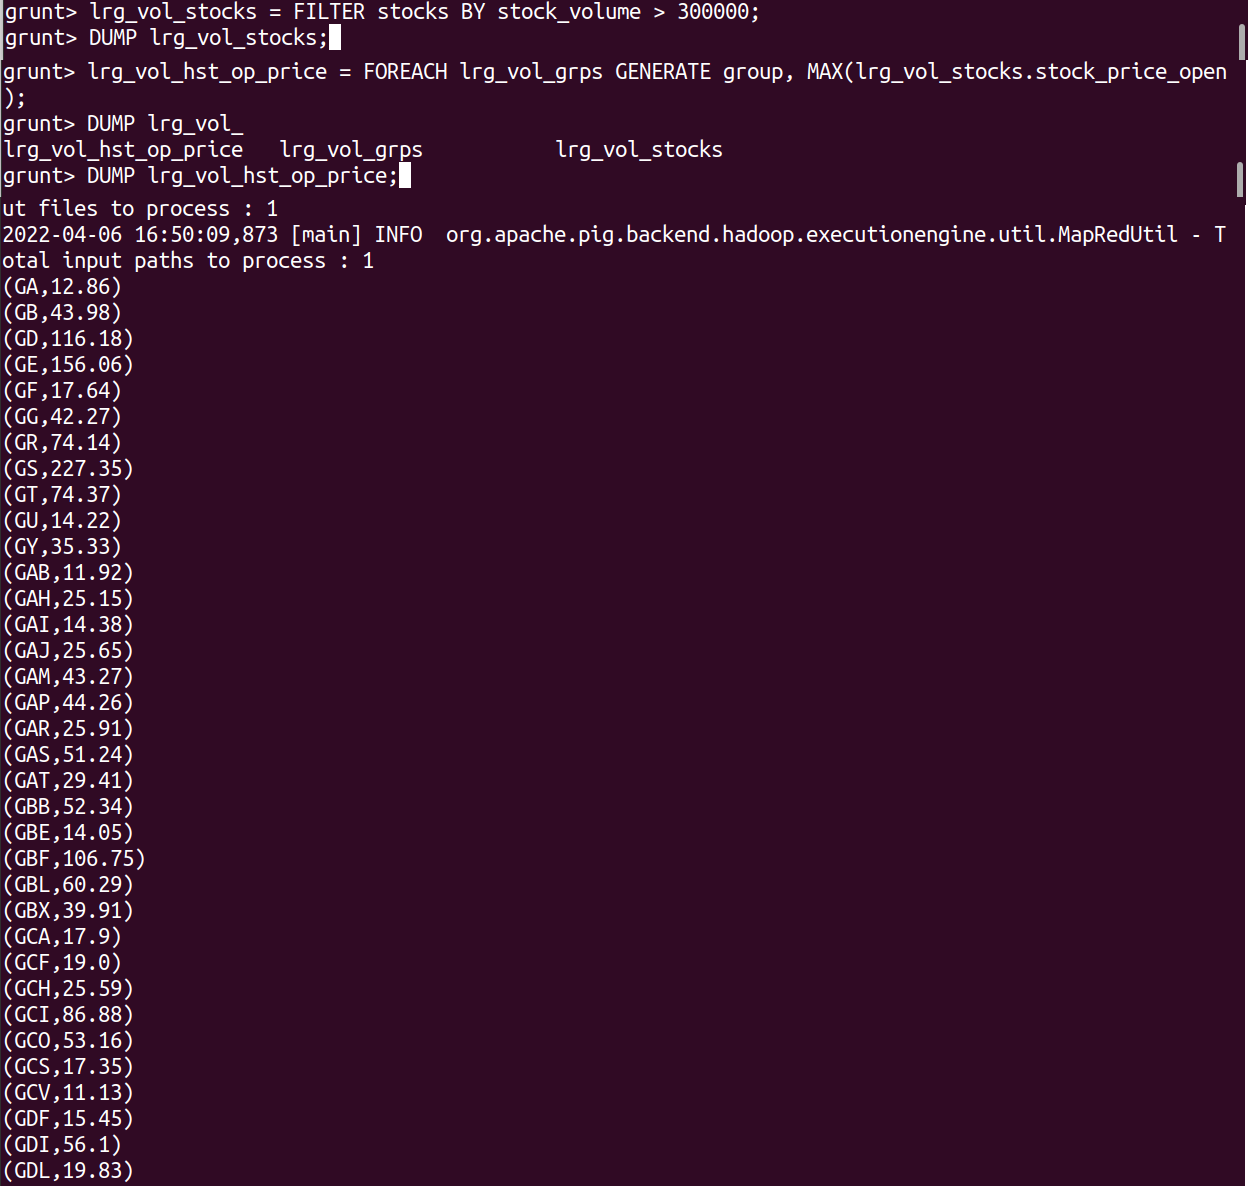 grunt> lrg_vol_stocks = FILTER stocks BY stock_volume > 300000;
grunt> DUMP lrg_vol_stocks;
grunt> lrg_vol_hst_op_price = FOREACH lrg_vol_grps GENERATE group, MAX(lrg_vol_stocks.stock_price_open
);
grunt> DUMP lrg_vol_
lrg_vol_hst_op_price   lrg_vol_grps           lrg_vol_stocks
grunt> DUMP lrg_vol_hst_op_price;
ut files to process : 1
2022-04-06 16:50:09,873 [main] INFO  org.apache.pig.backend.hadoop.executionengine.util.MapRedUtil - T
otal input paths to process : 1
(GA,12.86)
(GB,43.98)
(GD,116.18)
(GE,156.06)
(GF,17.64)
(GG,42.27)
(GR,74.14)
(GS,227.35)
(GT,74.37)
(GU,14.22)
(GY,35.33)
(GAB,11.92)
(GAH,25.15)
(GAI,14.38)
(GAJ,25.65)
(GAM,43.27)
(GAP,44.26)
(GAR,25.91)
(GAS,51.24)
(GAT,29.41)
(GBB,52.34)
(GBE,14.05)
(GBF,106.75)
(GBL,60.29)
(GBX,39.91)
(GCA,17.9)
(GCF,19.0)
(GCH,25.59)
(GCI,86.88)
(GCO,53.16)
(GCS,17.35)
(GCV,11.13)
(GDF,15.45)
(GDI,56.1)
(GDL,19.83)